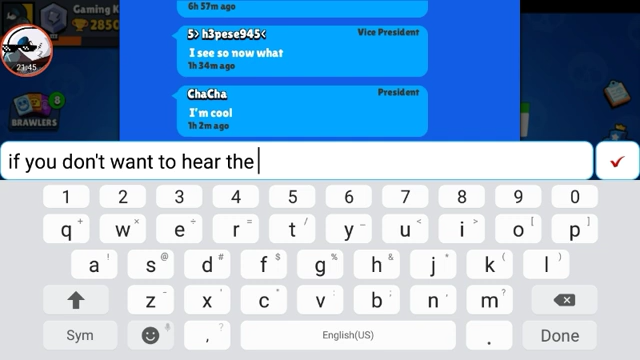 6h 57m ago
Gaming K
2850
5> h3pese945<
Vice President
I see so now what
1h 34m ago
21:45
8
BRAWLERS
ChaCha
President
I'm cool
1h 2m ago
if you don't want to hear the
1 2 3 4 5 6 7 8 9 0
q + w × e ÷ r = t / y _ u < i > o [ p ]
a ! s @ d # f $ g % h & j * k ( l )
z - x ' c " v : b ; n , m ?
Sym , ? English(US) . Done